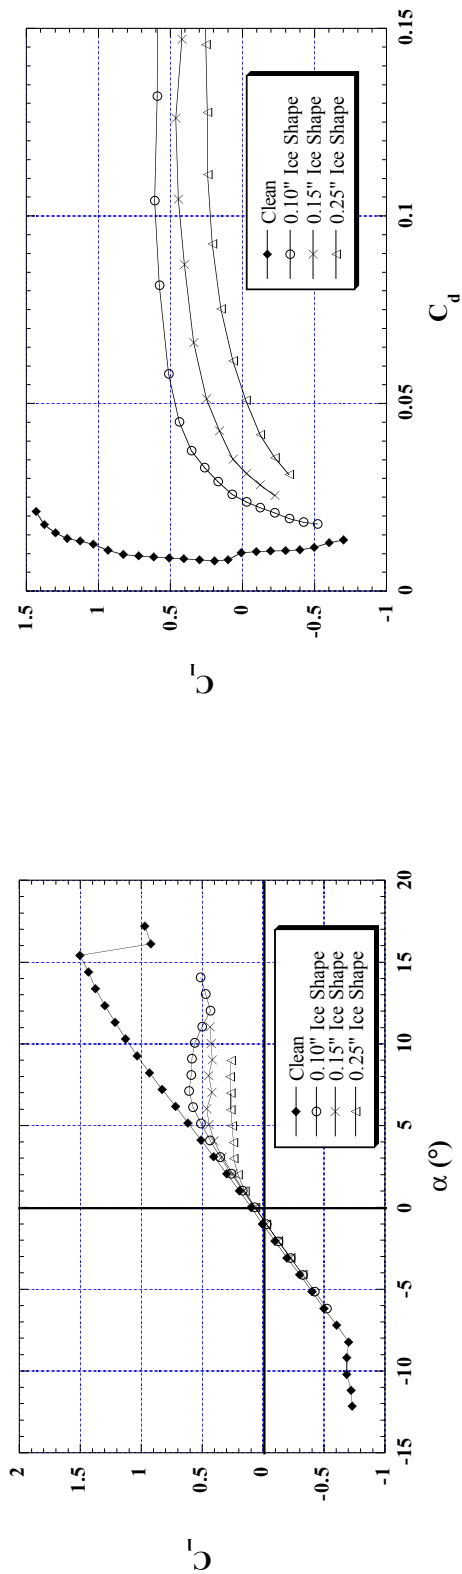 2
1.5
1
0.5
0
-0.5
-1
C_l
-15
-10
-5
0
5
10
15
20
α (°)
Clean
0.10" Ice Shape
0.15" Ice Shape
0.25" Ice Shape
1.5
1
0.5
0
-0.5
-1
C_l
0
0.05
0.1
0.15
C_d
Clean
0.10" Ice Shape
0.15" Ice Shape
0.25" Ice Shape